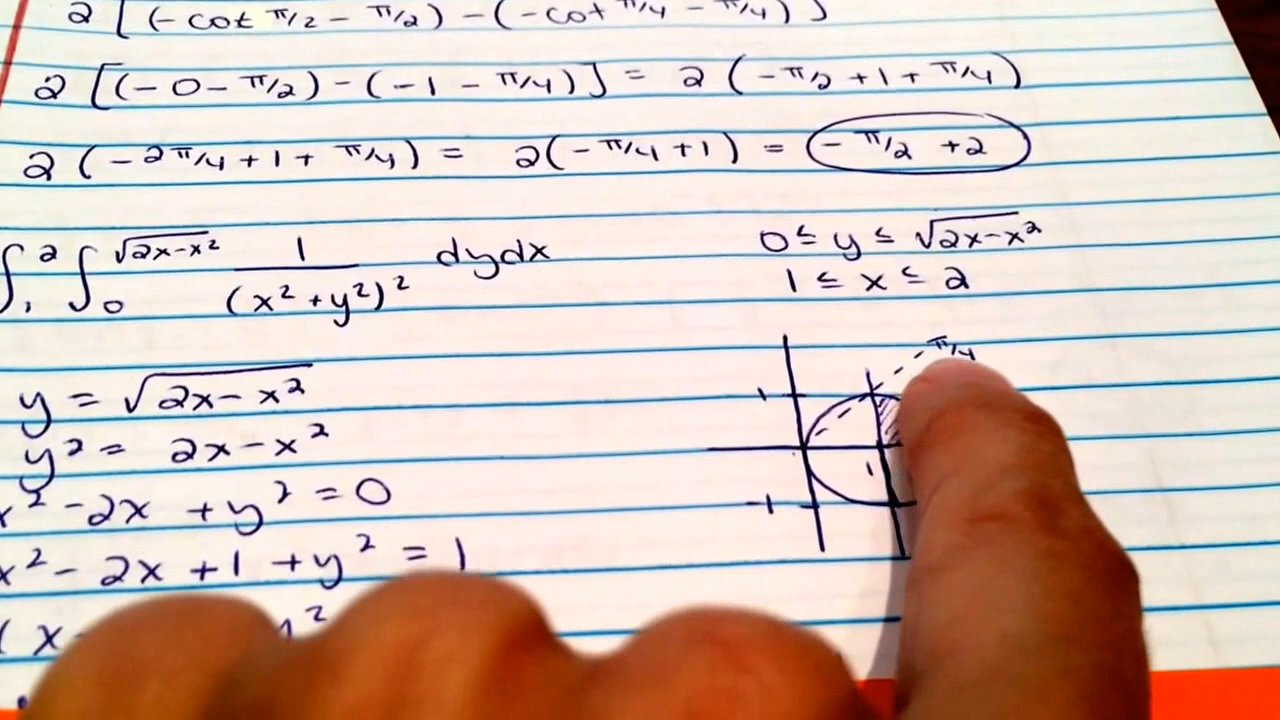 2 [(-cot π/2 - π/2) - (-cot π/4 - π/4)]
2 [(-0 - π/2) - (-1 - π/4)] = 2 (-π/2 + 1 + π/4)
2 (-2π/4 + 1 + π/4) = 2(-π/4 + 1) = -π/2 + 2
∫₁² ∫₀^√(2x-x²) 1/(x²+y²)² dydx
0 ≤ y ≤ √(2x-x²)
1 ≤ x ≤ 2
y = √(2x-x²)
y² = 2x-x²
x²-2x+y² = 0
x²-2x+1+y² = 1
(x- y²
π/4
1
1
-1